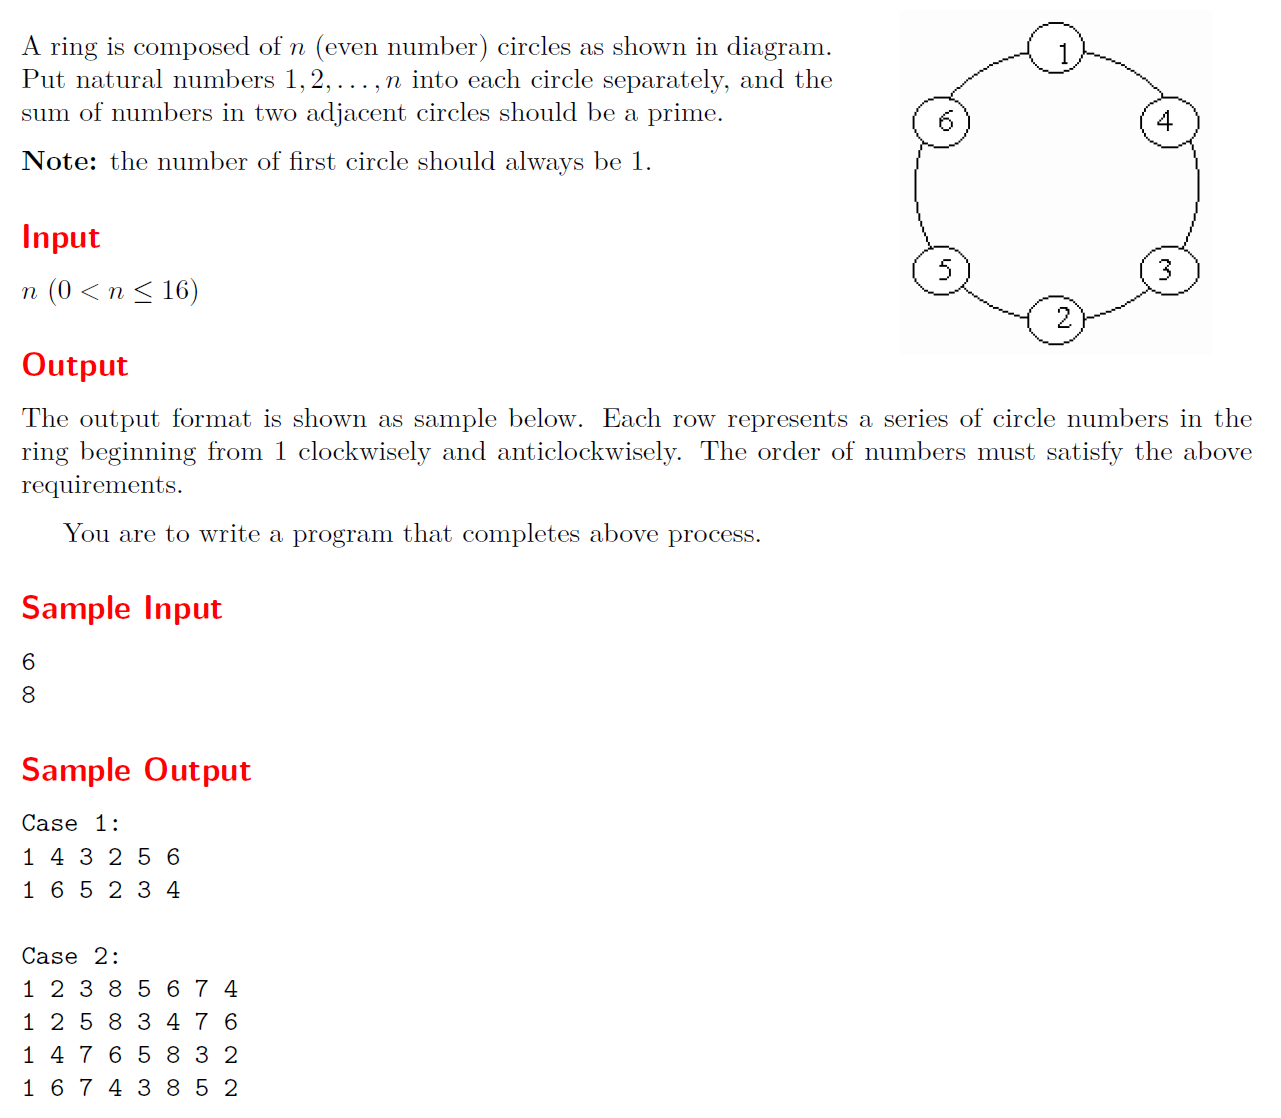 A ring is composed of n (even number) circles as shown in diagram.
Put natural numbers 1, 2, . . . , n into each circle separately, and the
sum of numbers in two adjacent circles should be a prime.
Note: the number of first circle should always be 1.
1
6
4
5
3
2
Input
n (0 < n ≤ 16)
Output
The output format is shown as sample below. Each row represents a series of circle numbers in the
ring beginning from 1 clockwisely and anticlockwisely. The order of numbers must satisfy the above
requirements.
You are to write a program that completes above process.
Sample Input
6
8
Sample Output
Case 1:
1 4 3 2 5 6
1 6 5 2 3 4
Case 2:
1 2 3 8 5 6 7 4
1 2 5 8 3 4 7 6
1 4 7 6 5 8 3 2
1 6 7 4 3 8 5 2